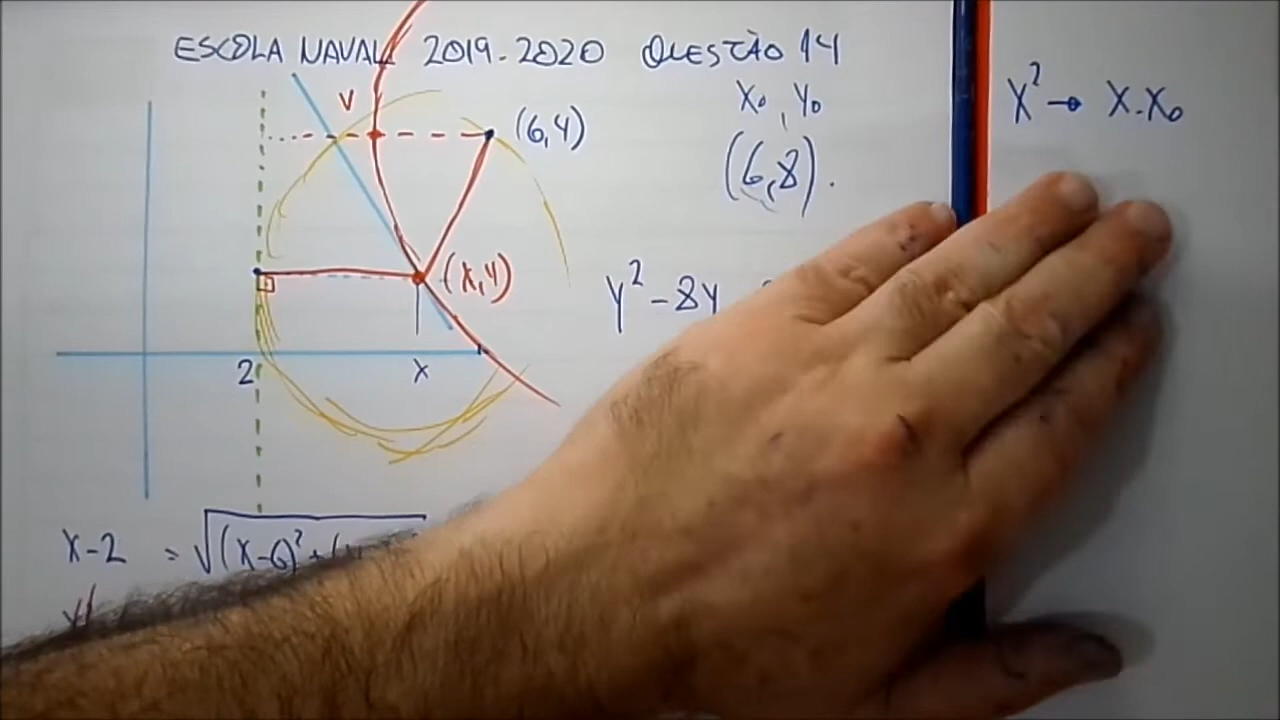 ESCOLA NAVAL 2019-2020 QUESTÃO 14
X₀, Y₀
X² → X.X₀
V
(6,4)
(6,8).
(X,Y)
Y² - 8Y
2
X
X-2 = √(X-6)² + (